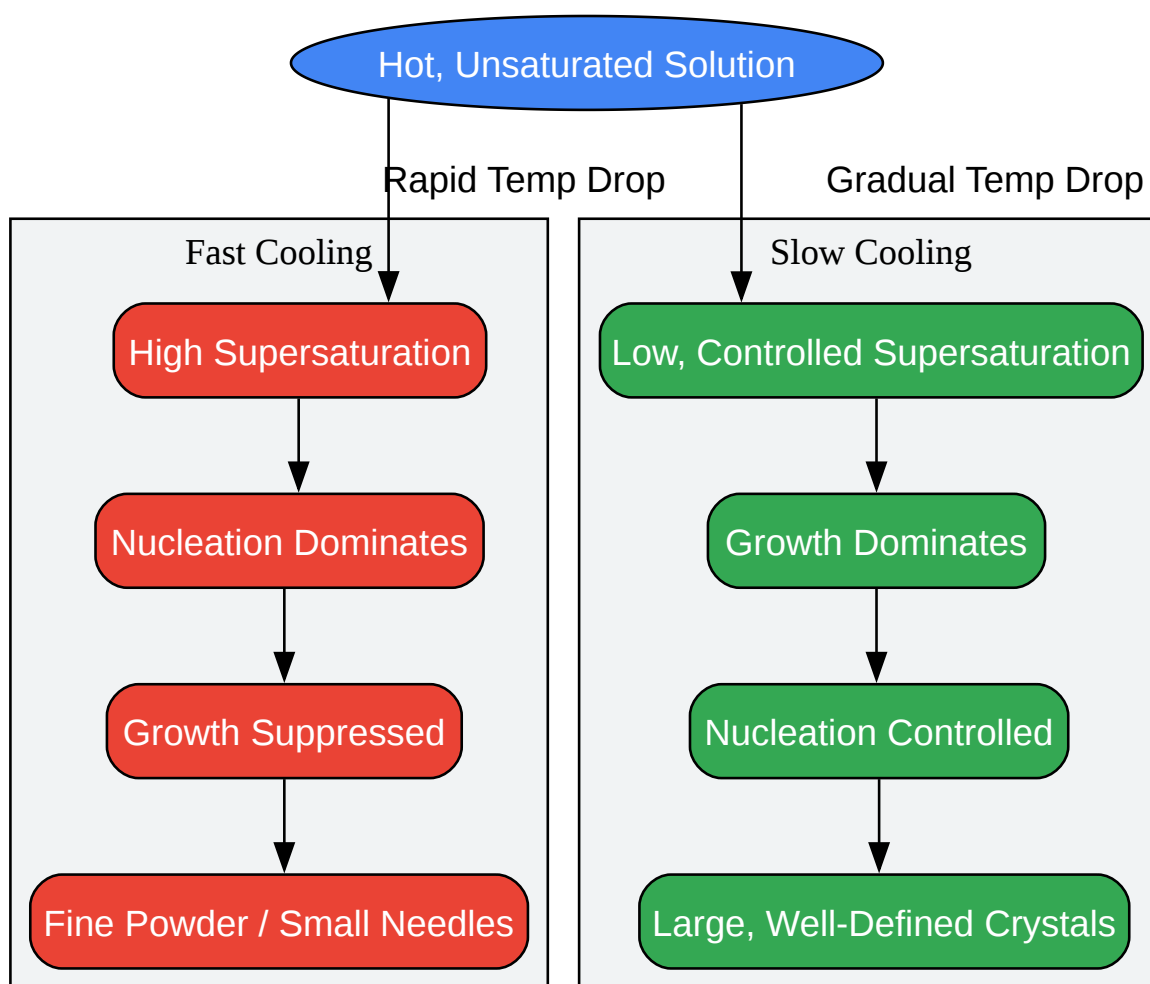 Hot, Unsaturated Solution
Rapid Temp Drop
Gradual Temp Drop
Fast Cooling
High Supersaturation
Nucleation Dominates
Growth Suppressed
Fine Powder / Small Needles
Slow Cooling
Low, Controlled Supersaturation
Growth Dominates
Nucleation Controlled
Large, Well-Defined Crystals